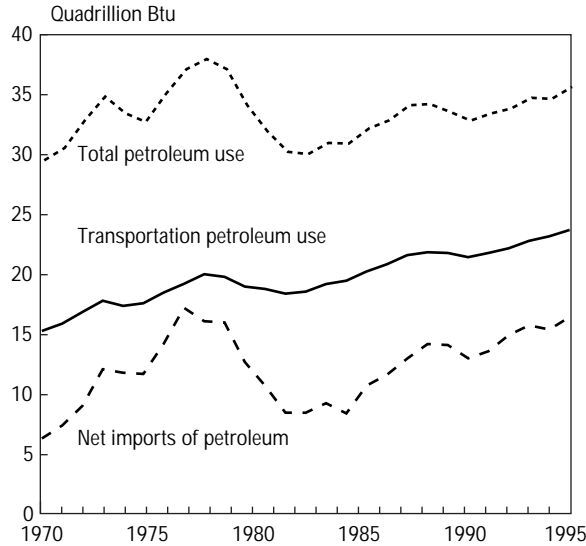 Quadrillion Btu
40
35
30
Total petroleum use
25
Transportation petroleum use
20
15
10
Net imports of petroleum
5
0
1970 1975 1980 1985 1990 1995